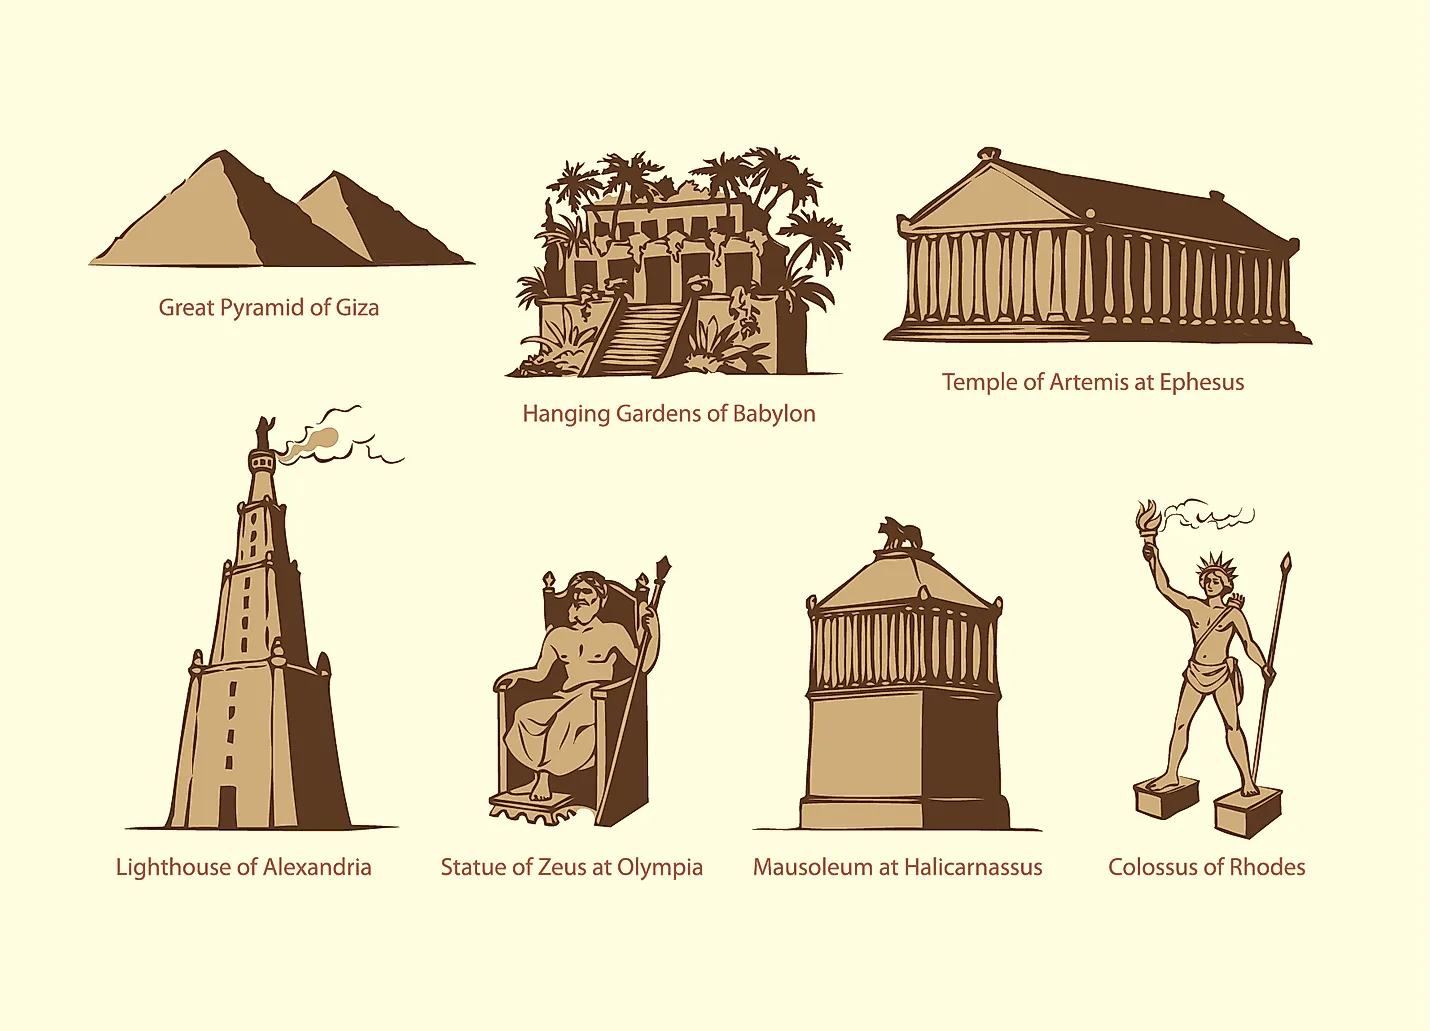 Great Pyramid of Giza
Hanging Gardens of Babylon
Temple of Artemis at Ephesus
Lighthouse of Alexandria
Statue of Zeus at Olympia
Mausoleum at Halicarnassus
Colossus of Rhodes